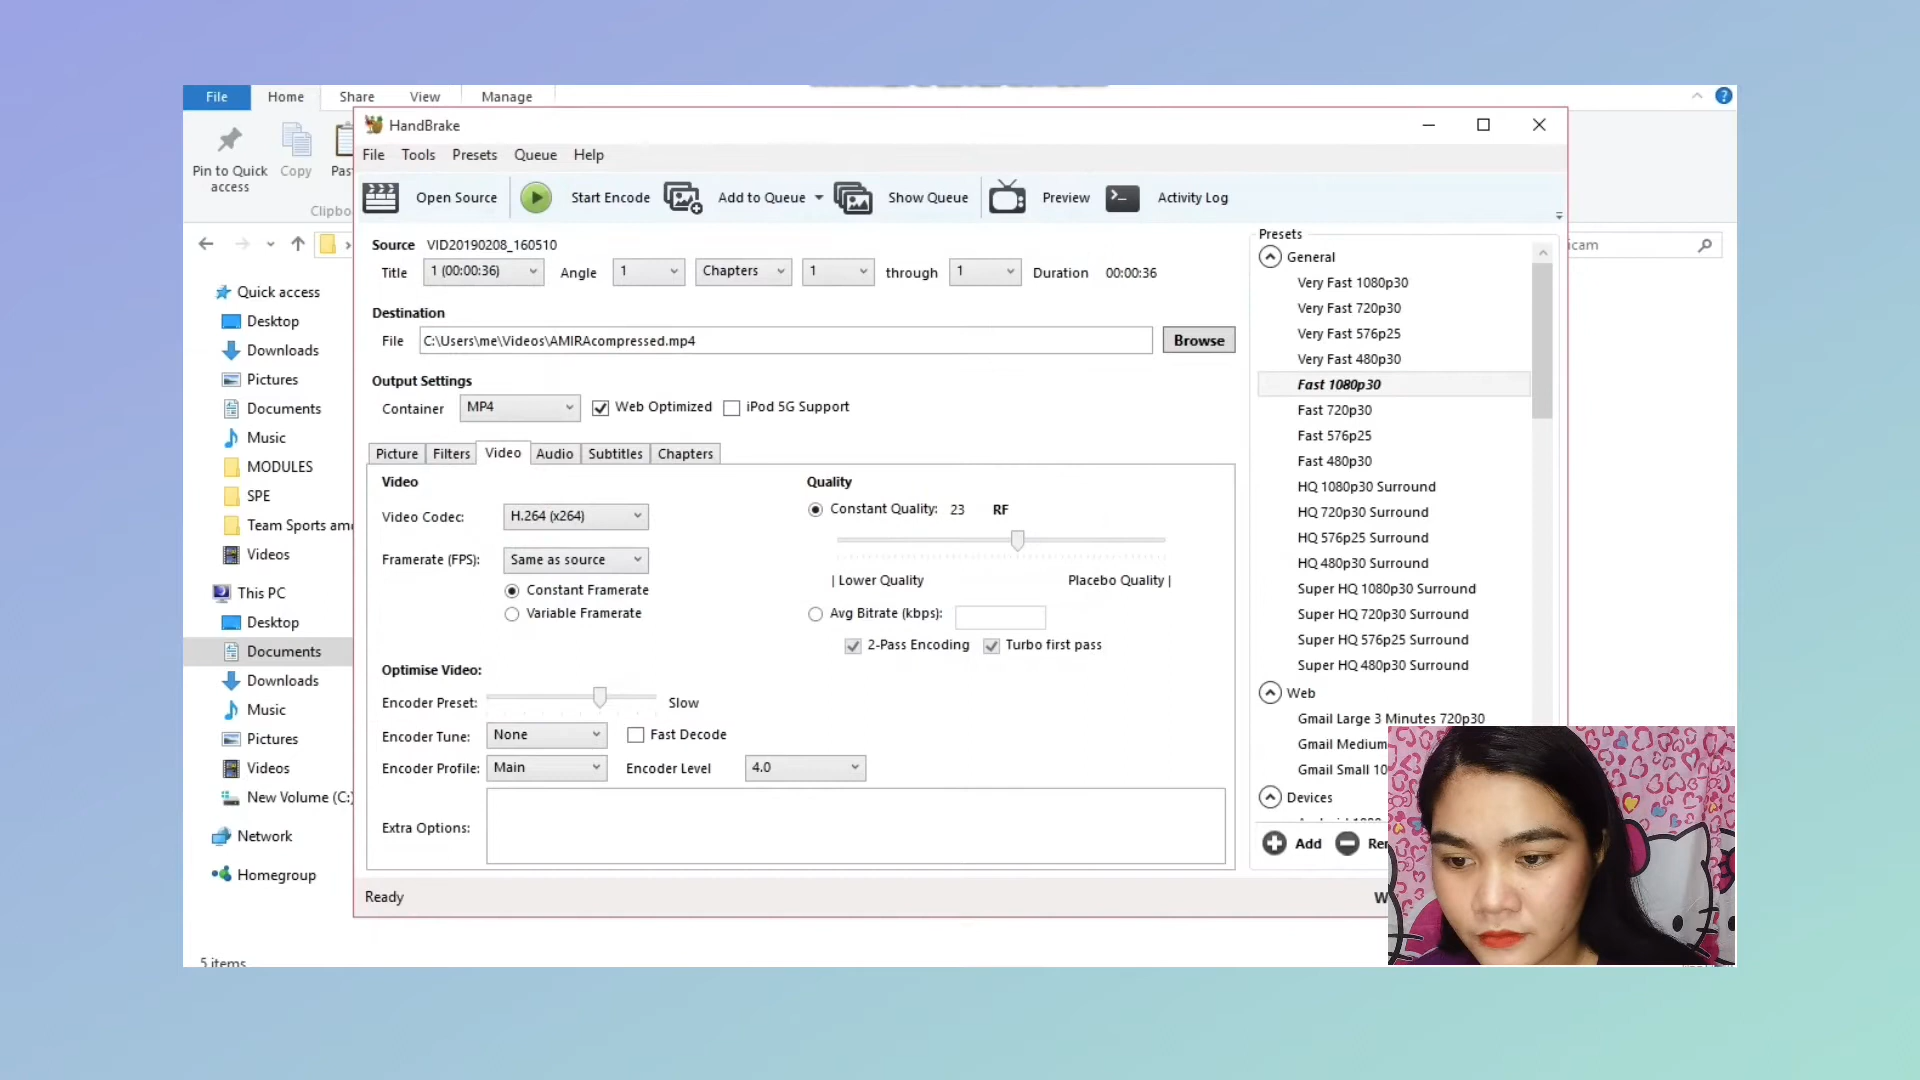 File Home Share View Manage
HandBrake
File Tools Presets Queue Help
Pin to Quick access Copy
Open Source Start Encode Add to Queue Show Queue Preview Activity Log
Source VID20190208_160510
Title 1 (00:00:36) Angle 1 Chapters 1 through 1 Duration 00:00:36
Destination
File C:\Users\me\Videos\AMIRAcompressed.mp4 Browse
Output Settings
Container MP4 Web Optimized iPod 5G Support
Picture Filters Video Audio Subtitles Chapters
Video
Video Codec: H.264 (x264)
Framerate (FPS): Same as source
Constant Framerate
Variable Framerate
Quality
Constant Quality: 23 RF
| Lower Quality Placebo Quality |
Avg Bitrate (kbps):
2-Pass Encoding Turbo first pass
Optimise Video:
Encoder Preset: Slow
Encoder Tune: None Fast Decode
Encoder Profile: Main Encoder Level 4.0
Extra Options:
Ready
Presets
General
Very Fast 1080p30
Very Fast 720p30
Very Fast 576p25
Very Fast 480p30
Fast 1080p30
Fast 720p30
Fast 576p25
Fast 480p30
HQ 1080p30 Surround
HQ 720p30 Surround
HQ 576p25 Surround
HQ 480p30 Surround
Super HQ 1080p30 Surround
Super HQ 720p30 Surround
Super HQ 576p25 Surround
Super HQ 480p30 Surround
Web
Gmail Large 3 Minutes 720p30
Gmail Medium
Gmail Small 10
Devices
Add
Quick access
Desktop
Downloads
Pictures
Documents
Music
MODULES
SPE
Team Sports and
Videos
This PC
Desktop
Documents
Downloads
Music
Pictures
Videos
New Volume (C:)
Network
Homegroup
5 items